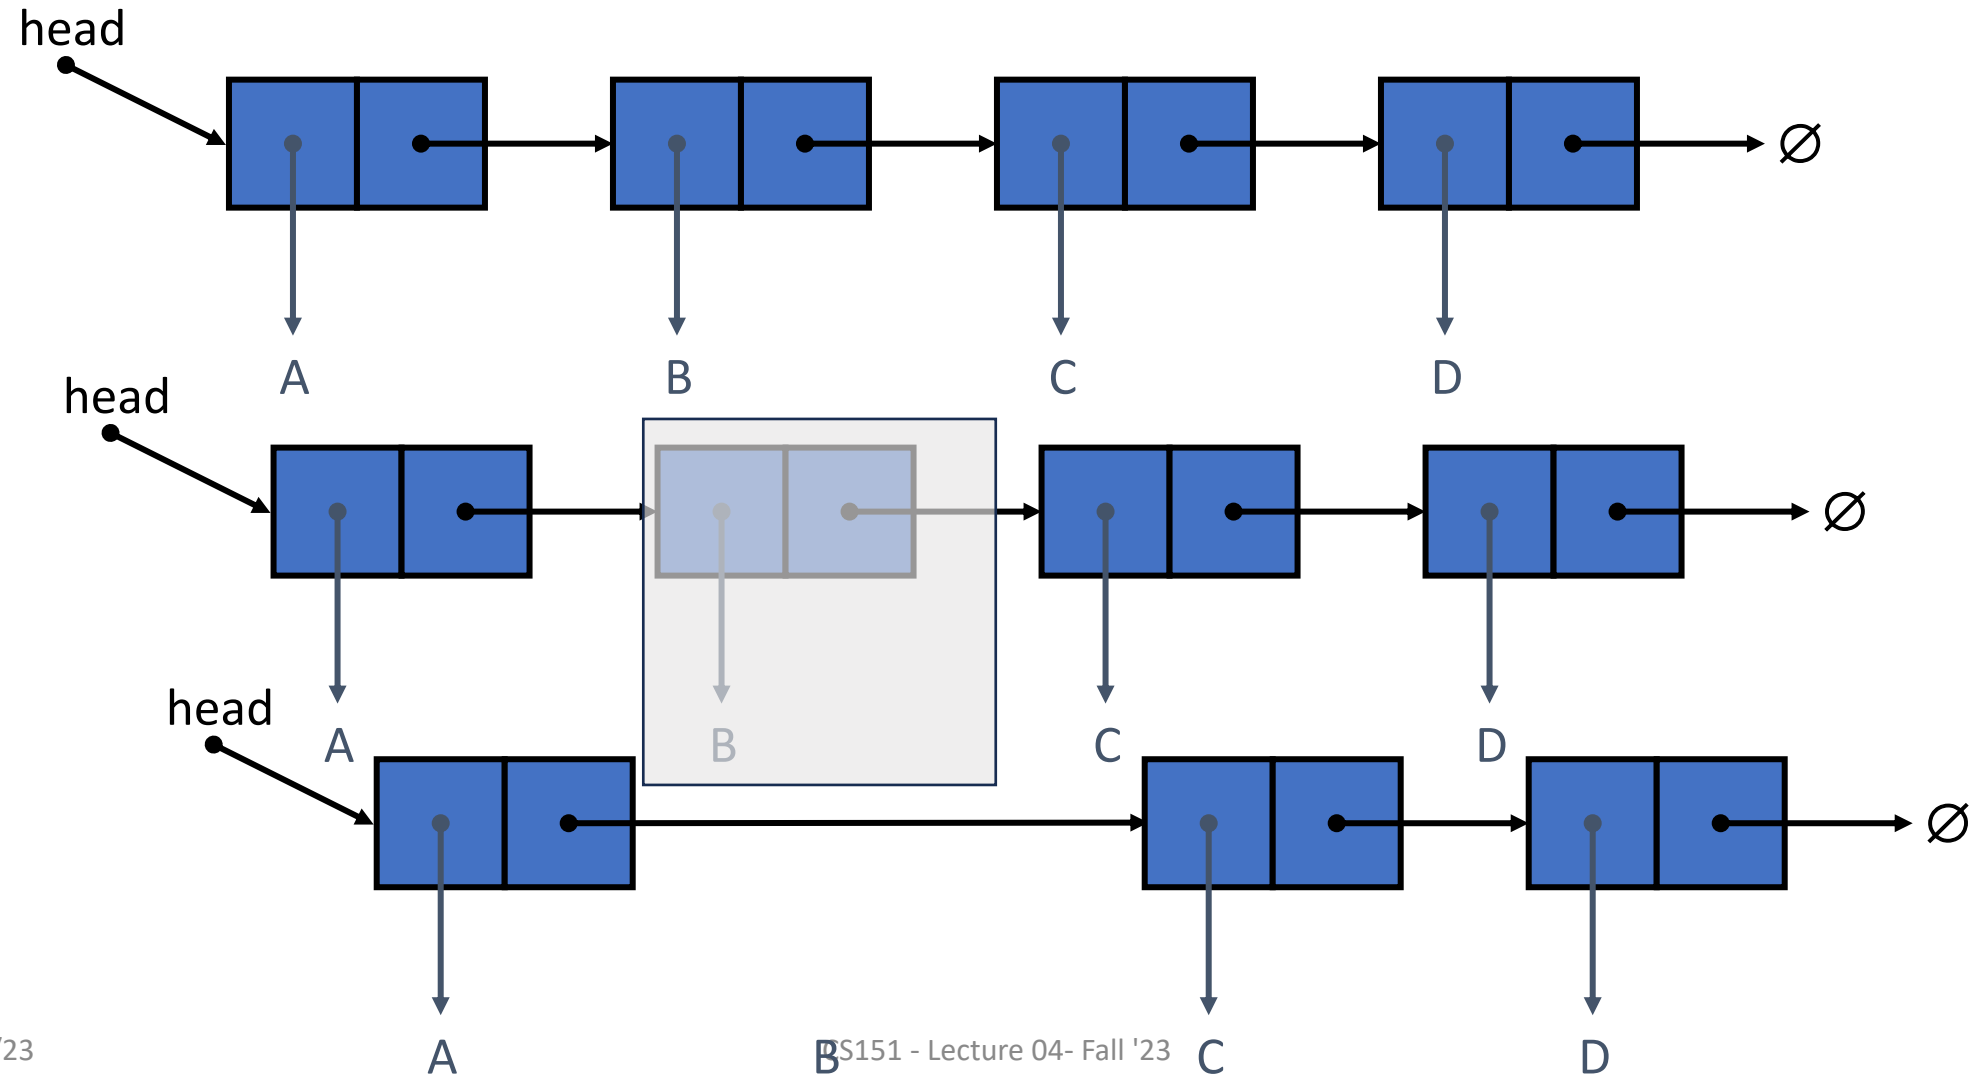 head
∅
A B C D
head
∅
A B C D
head
∅
A B C D
/23
CS151 - Lecture 04- Fall '23